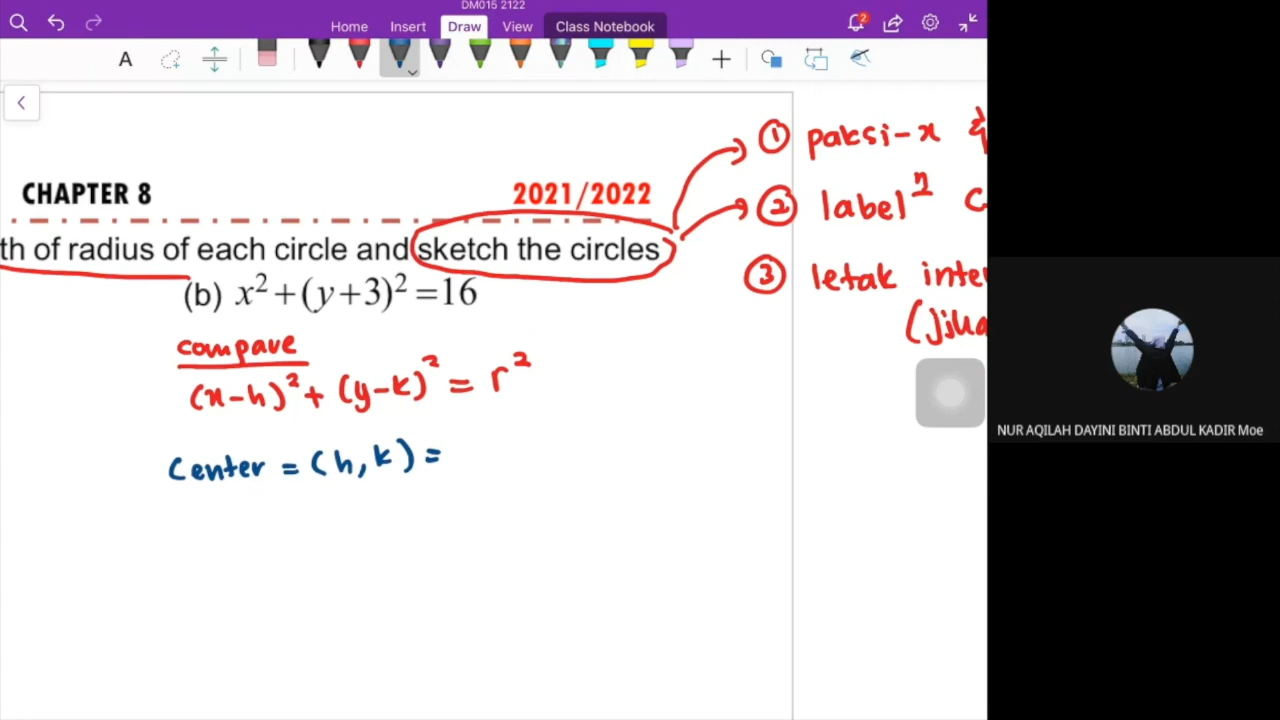 DM015 2122
Home Insert Draw View Class Notebook
2
A
CHAPTER 8 2021/2022
th of radius of each circle and sketch the circles
(b) x² + (y+3)² =16
compare
(x-h)² + (y-k)² = r²
Center = (h, k) =
① paksi-x &
② label²
③ letak inte
(jika
NUR AQILAH DAYINI BINTI ABDUL KADIR Moe